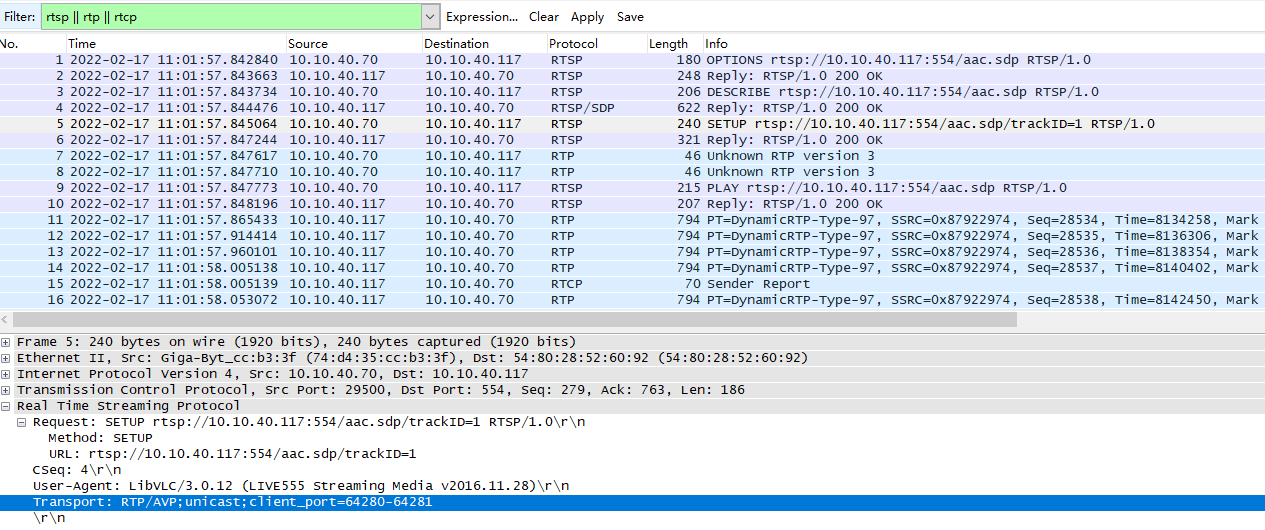 Filter: rtsp || rtp || rtcp Expression... Clear Apply Save
No. Time Source Destination Protocol Length Info
1 2022-02-17 11:01:57.842840 10.10.40.70 10.10.40.117 RTSP 180 OPTIONS rtsp://10.10.40.117:554/aac.sdp RTSP/1.0
2 2022-02-17 11:01:57.843663 10.10.40.117 10.10.40.70 RTSP 248 Reply: RTSP/1.0 200 OK
3 2022-02-17 11:01:57.843734 10.10.40.70 10.10.40.117 RTSP 206 DESCRIBE rtsp://10.10.40.117:554/aac.sdp RTSP/1.0
4 2022-02-17 11:01:57.844476 10.10.40.117 10.10.40.70 RTSP/SDP 622 Reply: RTSP/1.0 200 OK
5 2022-02-17 11:01:57.845064 10.10.40.70 10.10.40.117 RTSP 240 SETUP rtsp://10.10.40.117:554/aac.sdp/trackID=1 RTSP/1.0
6 2022-02-17 11:01:57.847244 10.10.40.117 10.10.40.70 RTSP 321 Reply: RTSP/1.0 200 OK
7 2022-02-17 11:01:57.847617 10.10.40.70 10.10.40.117 RTP 46 Unknown RTP version 3
8 2022-02-17 11:01:57.847710 10.10.40.70 10.10.40.117 RTP 46 Unknown RTP version 3
9 2022-02-17 11:01:57.847773 10.10.40.70 10.10.40.117 RTSP 215 PLAY rtsp://10.10.40.117:554/aac.sdp RTSP/1.0
10 2022-02-17 11:01:57.848196 10.10.40.117 10.10.40.70 RTSP 207 Reply: RTSP/1.0 200 OK
11 2022-02-17 11:01:57.865433 10.10.40.117 10.10.40.70 RTP 794 PT=DynamicRTP-Type-97, SSRC=0x87922974, Seq=28534, Time=8134258, Mark
12 2022-02-17 11:01:57.914414 10.10.40.117 10.10.40.70 RTP 794 PT=DynamicRTP-Type-97, SSRC=0x87922974, Seq=28535, Time=8136306, Mark
13 2022-02-17 11:01:57.960101 10.10.40.117 10.10.40.70 RTP 794 PT=DynamicRTP-Type-97, SSRC=0x87922974, Seq=28536, Time=8138354, Mark
14 2022-02-17 11:01:58.005138 10.10.40.117 10.10.40.70 RTP 794 PT=DynamicRTP-Type-97, SSRC=0x87922974, Seq=28537, Time=8140402, Mark
15 2022-02-17 11:01:58.005139 10.10.40.117 10.10.40.70 RTCP 70 Sender Report
16 2022-02-17 11:01:58.053072 10.10.40.117 10.10.40.70 RTP 794 PT=DynamicRTP-Type-97, SSRC=0x87922974, Seq=28538, Time=8142450, Mark
Frame 5: 240 bytes on wire (1920 bits), 240 bytes captured (1920 bits)
Ethernet II, Src: Giga-Byt_cc:b3:3f (74:d4:35:cc:b3:3f), Dst: 54:80:28:52:60:92 (54:80:28:52:60:92)
Internet Protocol Version 4, Src: 10.10.40.70, Dst: 10.10.40.117
Transmission Control Protocol, Src Port: 29500, Dst Port: 554, Seq: 279, Ack: 763, Len: 186
Real Time Streaming Protocol
Request: SETUP rtsp://10.10.40.117:554/aac.sdp/trackID=1 RTSP/1.0\r\n
Method: SETUP
URL: rtsp://10.10.40.117:554/aac.sdp/trackID=1
CSeq: 4\r\n
User-Agent: LibVLC/3.0.12 (LIVE555 Streaming Media v2016.11.28)\r\n
Transport: RTP/AVP;unicast;client_port=64280-64281
\r\n